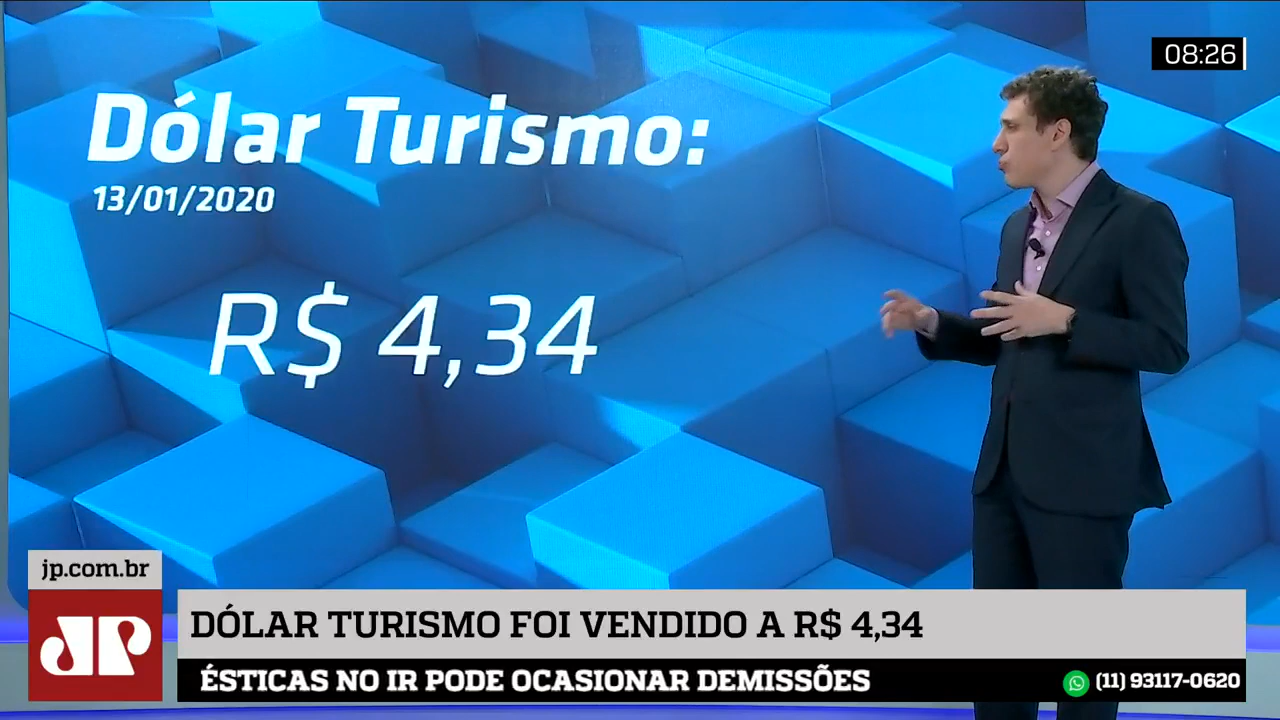 08:26
Dólar Turismo:
13/01/2020
R$ 4,34
jp.com.br
JP
DÓLAR TURISMO FOI VENDIDO A R$ 4,34
ÉSTICAS NO IR PODE OCASIONAR DEMISSÕES
(11) 93117-0620